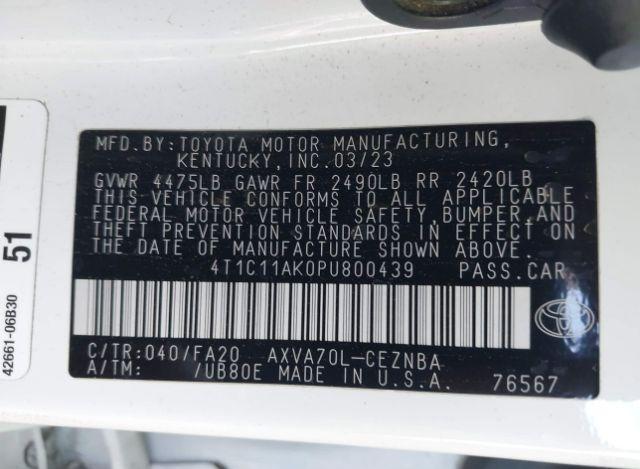 MFD.BY:TOYOTA MOTOR MANUFACTURING,
KENTUCKY,INC.03/23
GVWR 4475LB GAWR FR 2490LB RR 2420LB
THIS VEHICLE CONFORMS TO ALL APPLICABLE
FEDERAL MOTOR VEHICLE SAFETY,BUMPER,AND
THEFT PREVENTION STANDARDS IN EFFECT ON
THE DATE OF MANUFACTURE SHOWN ABOVE.
4T1C11AK0PU800439 PASS.CAR
C/TR:040/FA20 AXVA70L-CEZNBA
A/TM: /UB80E MADE IN U.S.A. 76567
51
42661-06B30